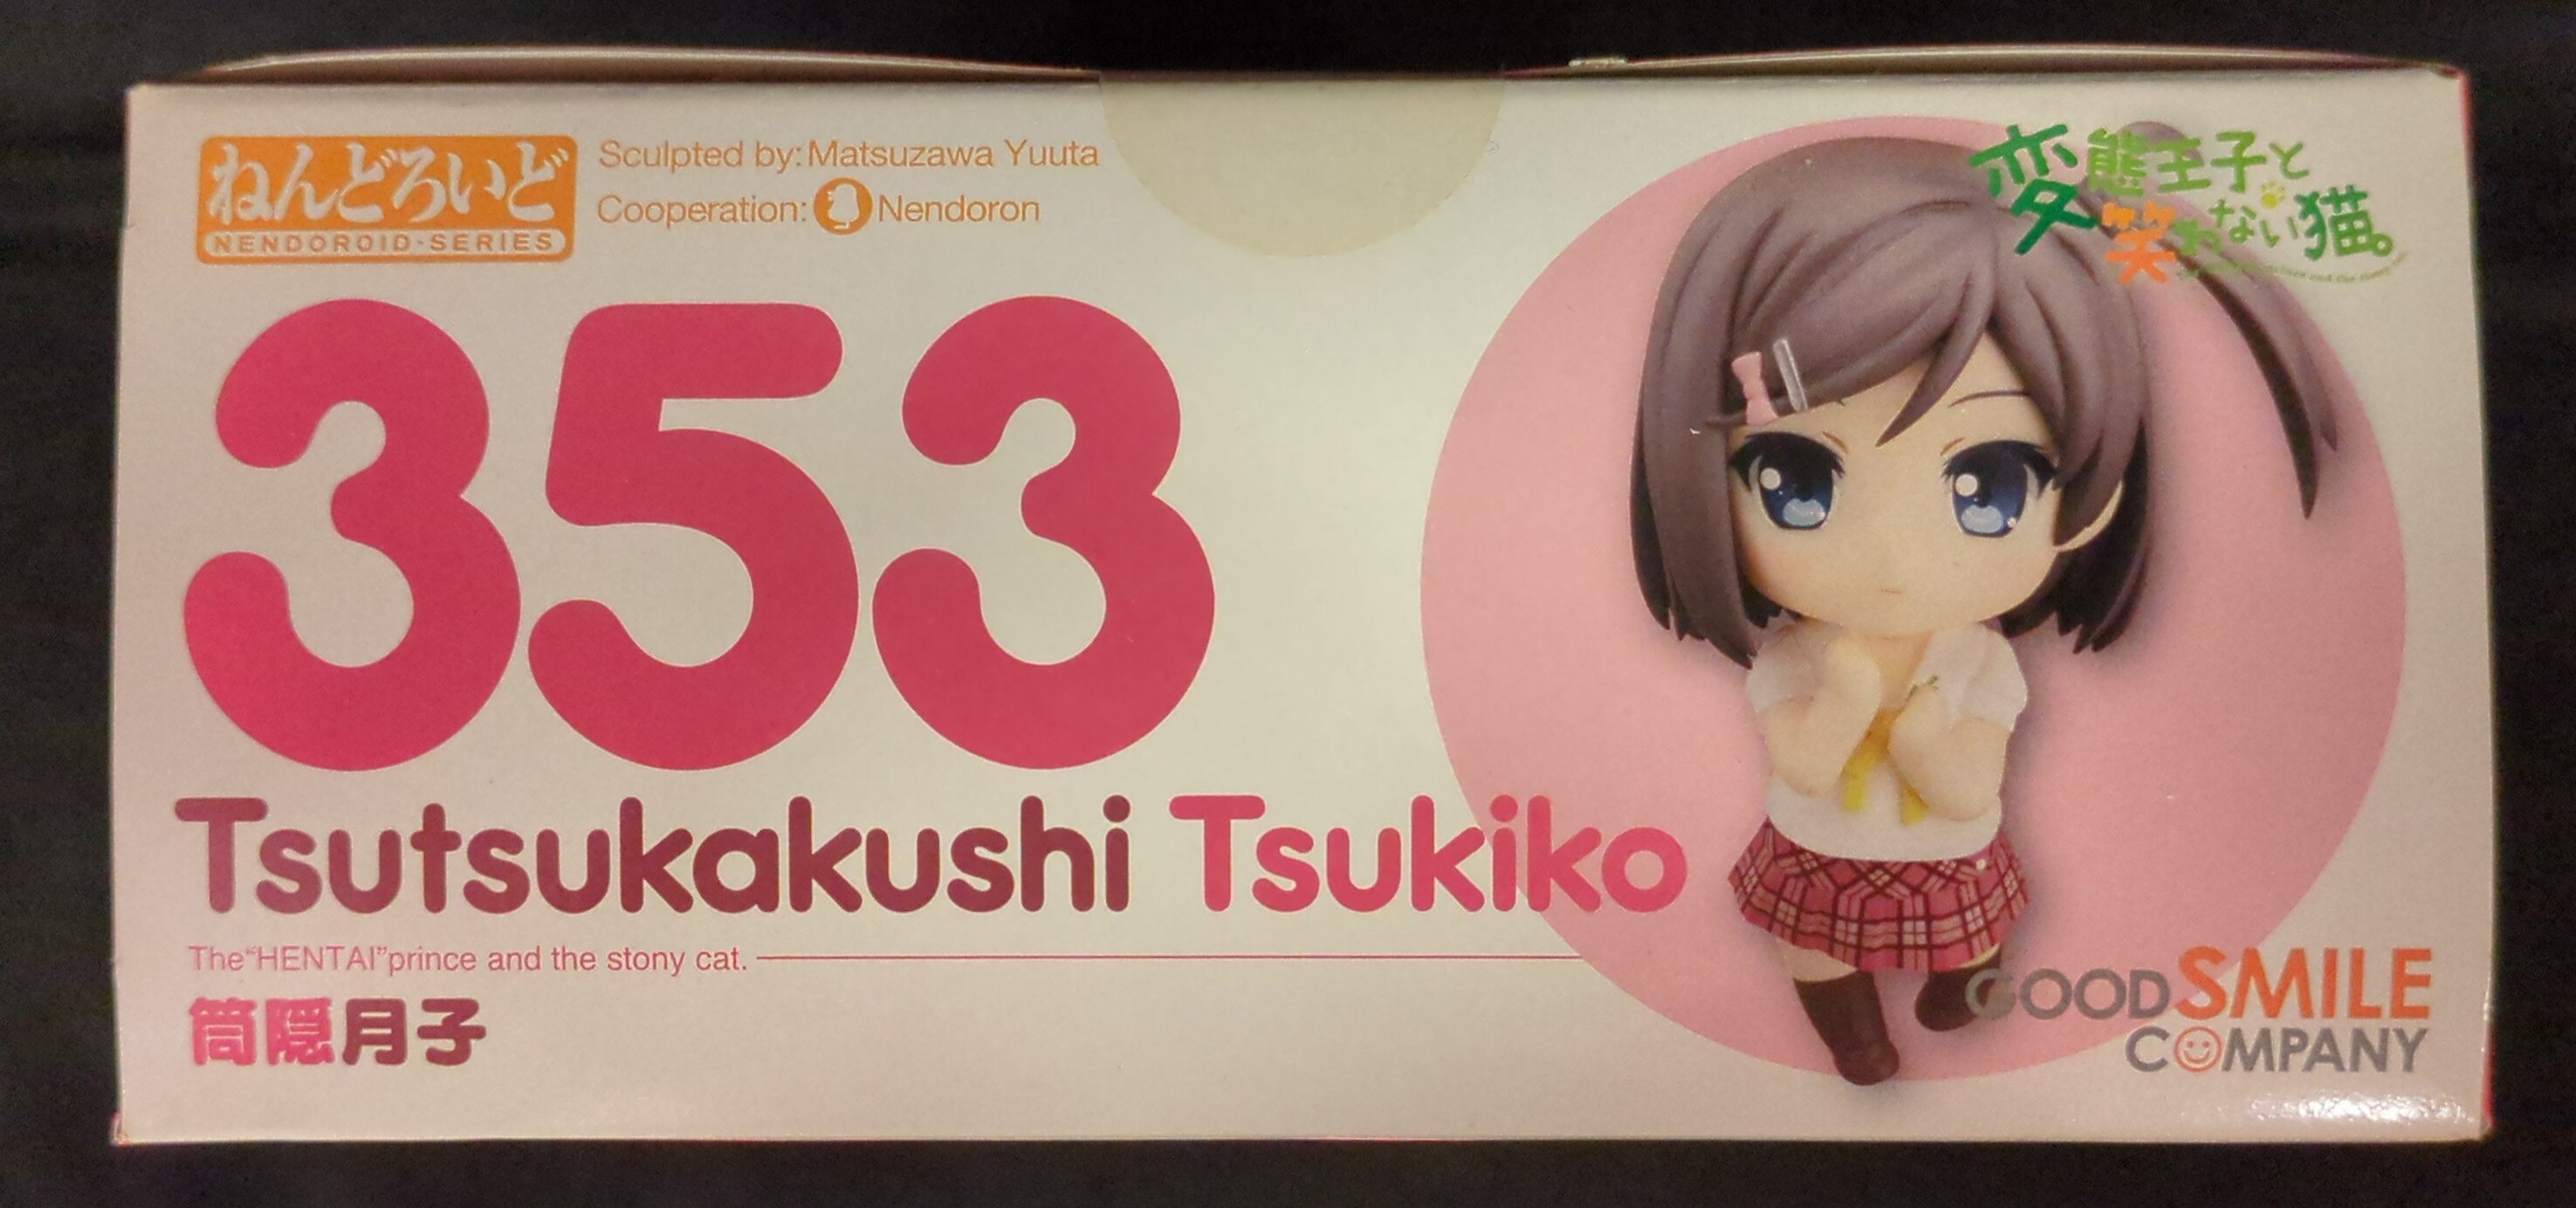 ねんどろいど
NENDOROID·SERIES
Sculpted by:Matsuzawa Yuuta
Cooperation: Nendoron
変態王子と
笑わない猫。
353
Tsutsukakushi Tsukiko
The“HENTAI”prince and the stony cat.
筒隠月子
GOOD SMILE
COMPANY